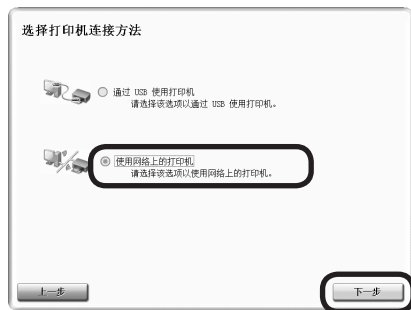 选择打印机连接方法
通过 USB 使用打印机
请选择该选项以通过 USB 使用打印机。
使用网络上的打印机
请选择该选项以使用网络上的打印机。
上一步
下一步